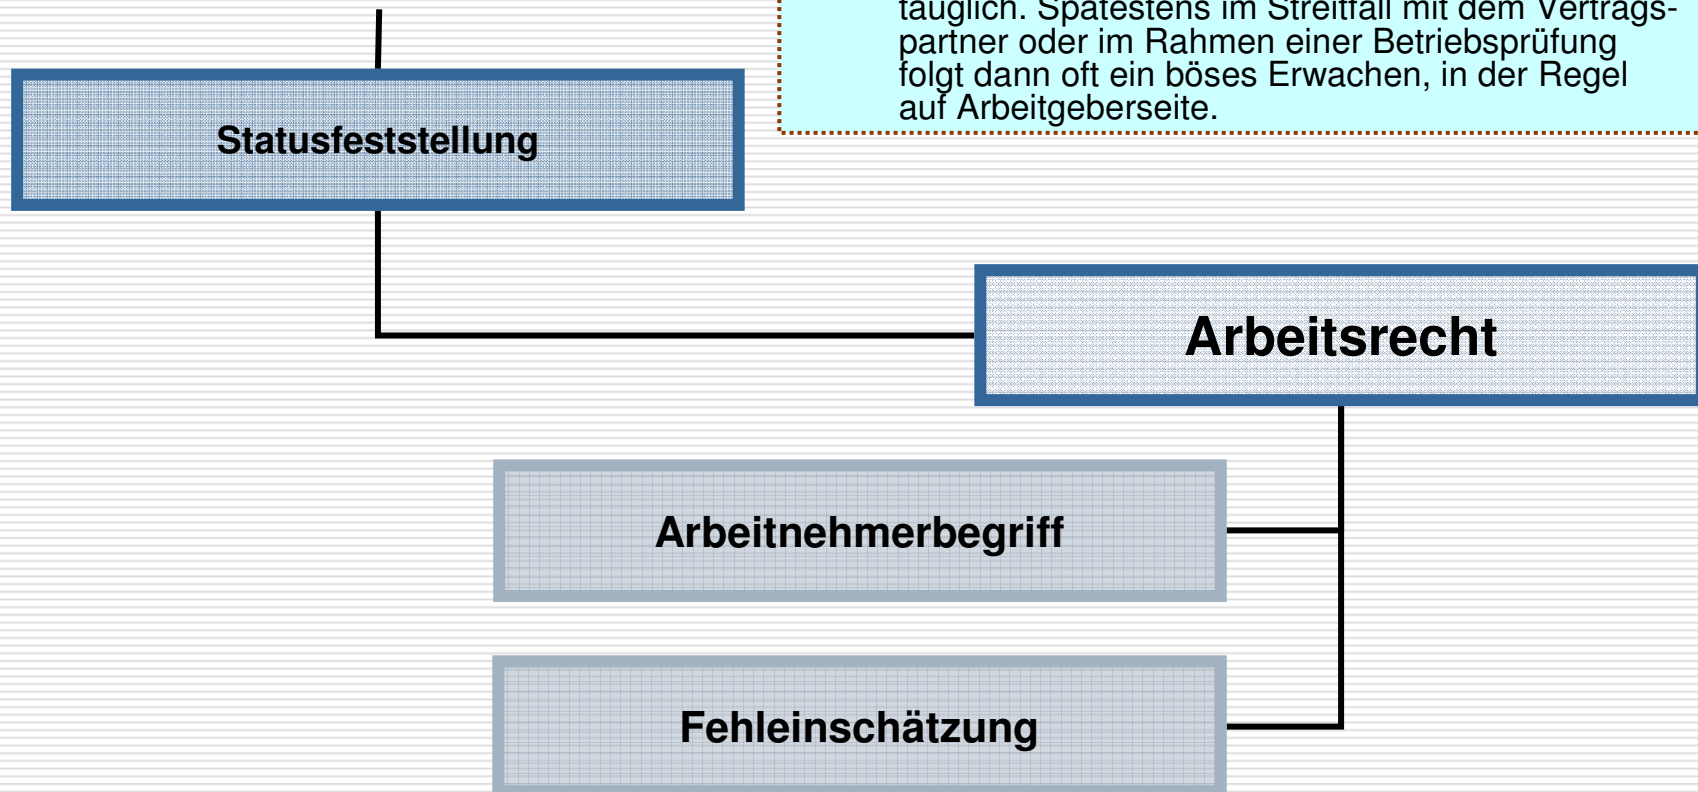 tauglich. Spätestens im Streitfall mit dem Vertrags-
partner oder im Rahmen einer Betriebsprüfung
folgt dann oft ein böses Erwachen, in der Regel
auf Arbeitgeberseite.
Statusfeststellung
Arbeitsrecht
Arbeitnehmerbegriff
Fehleinschätzung